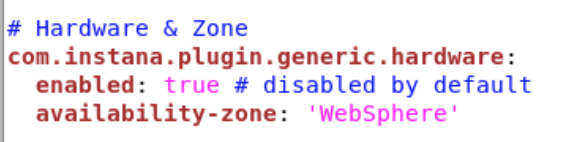 # Hardware & Zone
com.instana.plugin.generic.hardware:
  enabled: true # disabled by default
  availability-zone: 'WebSphere'